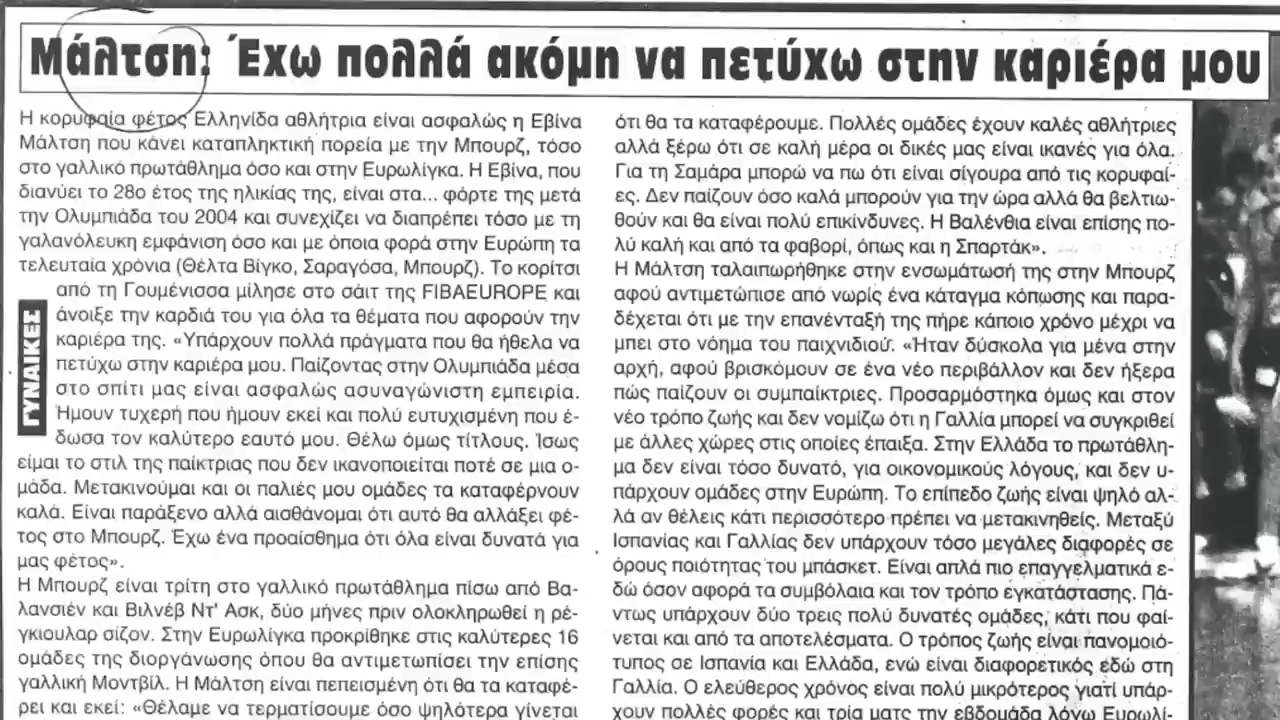 Μάλτση: Έχω πολλά ακόμη να πετύχω στην καριέρα μου
Η κορυφαία φέτος Ελληνίδα αθλήτρια είναι ασφαλώς η Εβίνα
Μάλτση που κάνει καταπληκτική πορεία με την Μπουρζ, τόσο
στο γαλλικό πρωτάθλημα όσο και στην Ευρωλίγκα. Η Εβίνα, που
διανύει το 28ο έτος της ηλικίας της, είναι στα... φόρτε της μετά
την Ολυμπιάδα του 2004 και συνεχίζει να διαπρέπει τόσο με τη
γαλανόλευκη εμφάνιση όσο και με όποια φορά στην Ευρώπη τα
τελευταία χρόνια (Θέλτα Βίγκο, Σαραγόσα, Μπουρζ). Το κορίτσι
από τη Γουμένισσα μίλησε στο σάιτ της FIBAEUROPE και
άνοιξε την καρδιά του για όλα τα θέματα που αφορούν την
καριέρα της. «Υπάρχουν πολλά πράγματα που θα ήθελα να
πετύχω στην καριέρα μου. Παίζοντας στην Ολυμπιάδα μέσα
στο σπίτι μας είναι ασφαλώς ασυναγώνιστη εμπειρία.
Ήμουν τυχερή που ήμουν εκεί και πολύ ευτυχισμένη που έ-
δωσα τον καλύτερο εαυτό μου. Θέλω όμως τίτλους. Ίσως
είμαι το στιλ της παίκτριας που δεν ικανοποιείται ποτέ σε μια ο-
μάδα. Μετακινούμαι και οι παλιές μου ομάδες τα καταφέρνουν
καλά. Είναι παράξενο αλλά αισθάνομαι ότι αυτό θα αλλάξει φέ-
τος στο Μπουρζ. Έχω ένα προαίσθημα ότι όλα είναι δυνατά για
μας φέτος».
Η Μπουρζ είναι τρίτη στο γαλλικό πρωτάθλημα πίσω από Βα-
λανσιέν και Βιλνέβ Ντ' Ασκ, δύο μήνες πριν ολοκληρωθεί η ρέ-
γκιουλαρ σίζον. Στην Ευρωλίγκα προκρίθηκε στις καλύτερες 16
ομάδες της διοργάνωσης όπου θα αντιμετωπίσει την επίσης
γαλλική Μοντβίλ. Η Μάλτση είναι πεπεισμένη ότι θα τα καταφέ-
ρει και εκεί: «Θέλαμε να τερματίσουμε όσο ψηλότερα γίνεται
ΓΥΝΑΙΚΕΣ
ότι θα τα καταφέρουμε. Πολλές ομάδες έχουν καλές αθλήτριες
αλλά ξέρω ότι σε καλή μέρα οι δικές μας είναι ικανές για όλα.
Για τη Σαμάρα μπορώ να πω ότι είναι σίγουρα από τις κορυφαί-
ες. Δεν παίζουν όσο καλά μπορούν για την ώρα αλλά θα βελτιω-
θούν και θα είναι πολύ επικίνδυνες. Η Βαλένθια είναι επίσης πο-
λύ καλή και από τα φαβορί, όπως και η Σπαρτάκ».
Η Μάλτση ταλαιπωρήθηκε στην ενσωμάτωσή της στην Μπουρζ
αφού αντιμετώπισε από νωρίς ένα κάταγμα κόπωσης και παρα-
δέχεται ότι με την επανένταξή της πήρε κάποιο χρόνο μέχρι να
μπει στο νόημα του παιχνιδιού. «Ήταν δύσκολα για μένα στην
αρχή, αφού βρισκόμουν σε ένα νέο περιβάλλον και δεν ήξερα
πώς παίζουν οι συμπαίκτριες. Προσαρμόστηκα όμως και στον
νέο τρόπο ζωής και δεν νομίζω ότι η Γαλλία μπορεί να συγκριθεί
με άλλες χώρες στις οποίες έπαιξα. Στην Ελλάδα το πρωτάθλη-
μα δεν είναι τόσο δυνατό, για οικονομικούς λόγους, και δεν υ-
πάρχουν ομάδες στην Ευρώπη. Το επίπεδο ζωής είναι ψηλό αλ-
λά αν θέλεις κάτι περισσότερο πρέπει να μετακινηθείς. Μεταξύ
Ισπανίας και Γαλλίας δεν υπάρχουν τόσο μεγάλες διαφορές σε
όρους ποιότητας του μπάσκετ. Είναι απλά πιο επαγγελματικά ε-
δώ όσον αφορά τα συμβόλαια και τον τρόπο εγκατάστασης. Πά-
ντως υπάρχουν δύο τρεις πολύ δυνατές ομάδες, κάτι που φαί-
νεται και από τα αποτελέσματα. Ο τρόπος ζωής είναι πανομοιό-
τυπος σε Ισπανία και Ελλάδα, ενώ είναι διαφορετικός εδώ στη
Γαλλία. Ο ελεύθερος χρόνος είναι πολύ μικρότερος γιατί υπάρ-
χουν πολλές φορές και τρία ματς την εβδομάδα λόγω Ευρωλί-